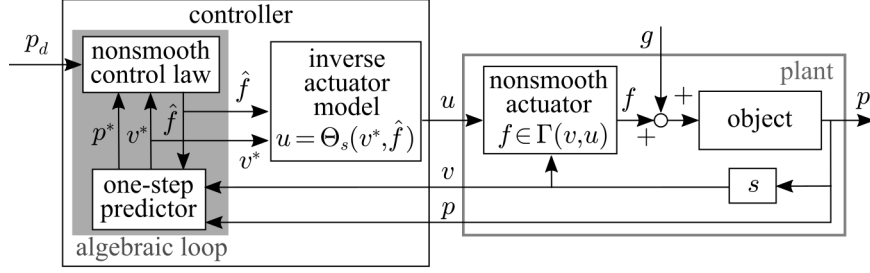 controller
p_d
nonsmooth
control law
f̂
inverse
actuator
model
u = Θ_s(v*, f̂)
p*
v*
f̂
v*
one-step
predictor
algebraic loop
u
v
p
g
plant
nonsmooth
actuator
f ∈ Γ(v,u)
f
+
+
object
p
s